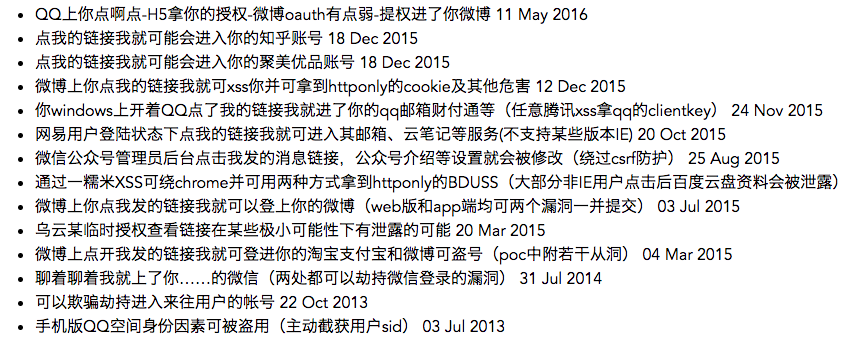 QQ上你点啊点-H5拿你的授权-微博oauth有点弱-提权进了你微博 11 May 2016
点我的链接我就可能会进入你的知乎账号 18 Dec 2015
点我的链接我就可能会进入你的聚美优品账号 18 Dec 2015
微博上你点我的链接我就可xss你并可拿到httponly的cookie及其他危害 12 Dec 2015
你windows上开着QQ点了我的链接我就进了你的qq邮箱财付通等（任意腾讯xss拿qq的clientkey） 24 Nov 2015
网易用户登陆状态下点我的链接我就可进入其邮箱、云笔记等服务(不支持某些版本IE) 20 Oct 2015
微信公众号管理员后台点击我发的消息链接，公众号介绍等设置就会被修改（绕过csrf防护） 25 Aug 2015
通过一糯米XSS可绕chrome并可用两种方式拿到httponly的BDUSS（大部分非IE用户点击后百度云盘资料会被泄露）
微博上你点我发的链接我就可以登上你的微博（web版和app端均可两个漏洞一并提交） 03 Jul 2015
乌云某临时授权查看链接在某些极小可能性下有泄露的可能 20 Mar 2015
微博上点开我发的链接我就可登进你的淘宝支付宝和微博可盗号（poc中附若干从洞） 04 Mar 2015
聊着聊着我就上了你……的微信（两处都可以劫持微信登录的漏洞） 31 Jul 2014
可以欺骗劫持进入来往用户的帐号 22 Oct 2013
手机版QQ空间身份因素可被盗用（主动截获用户sid） 03 Jul 2013